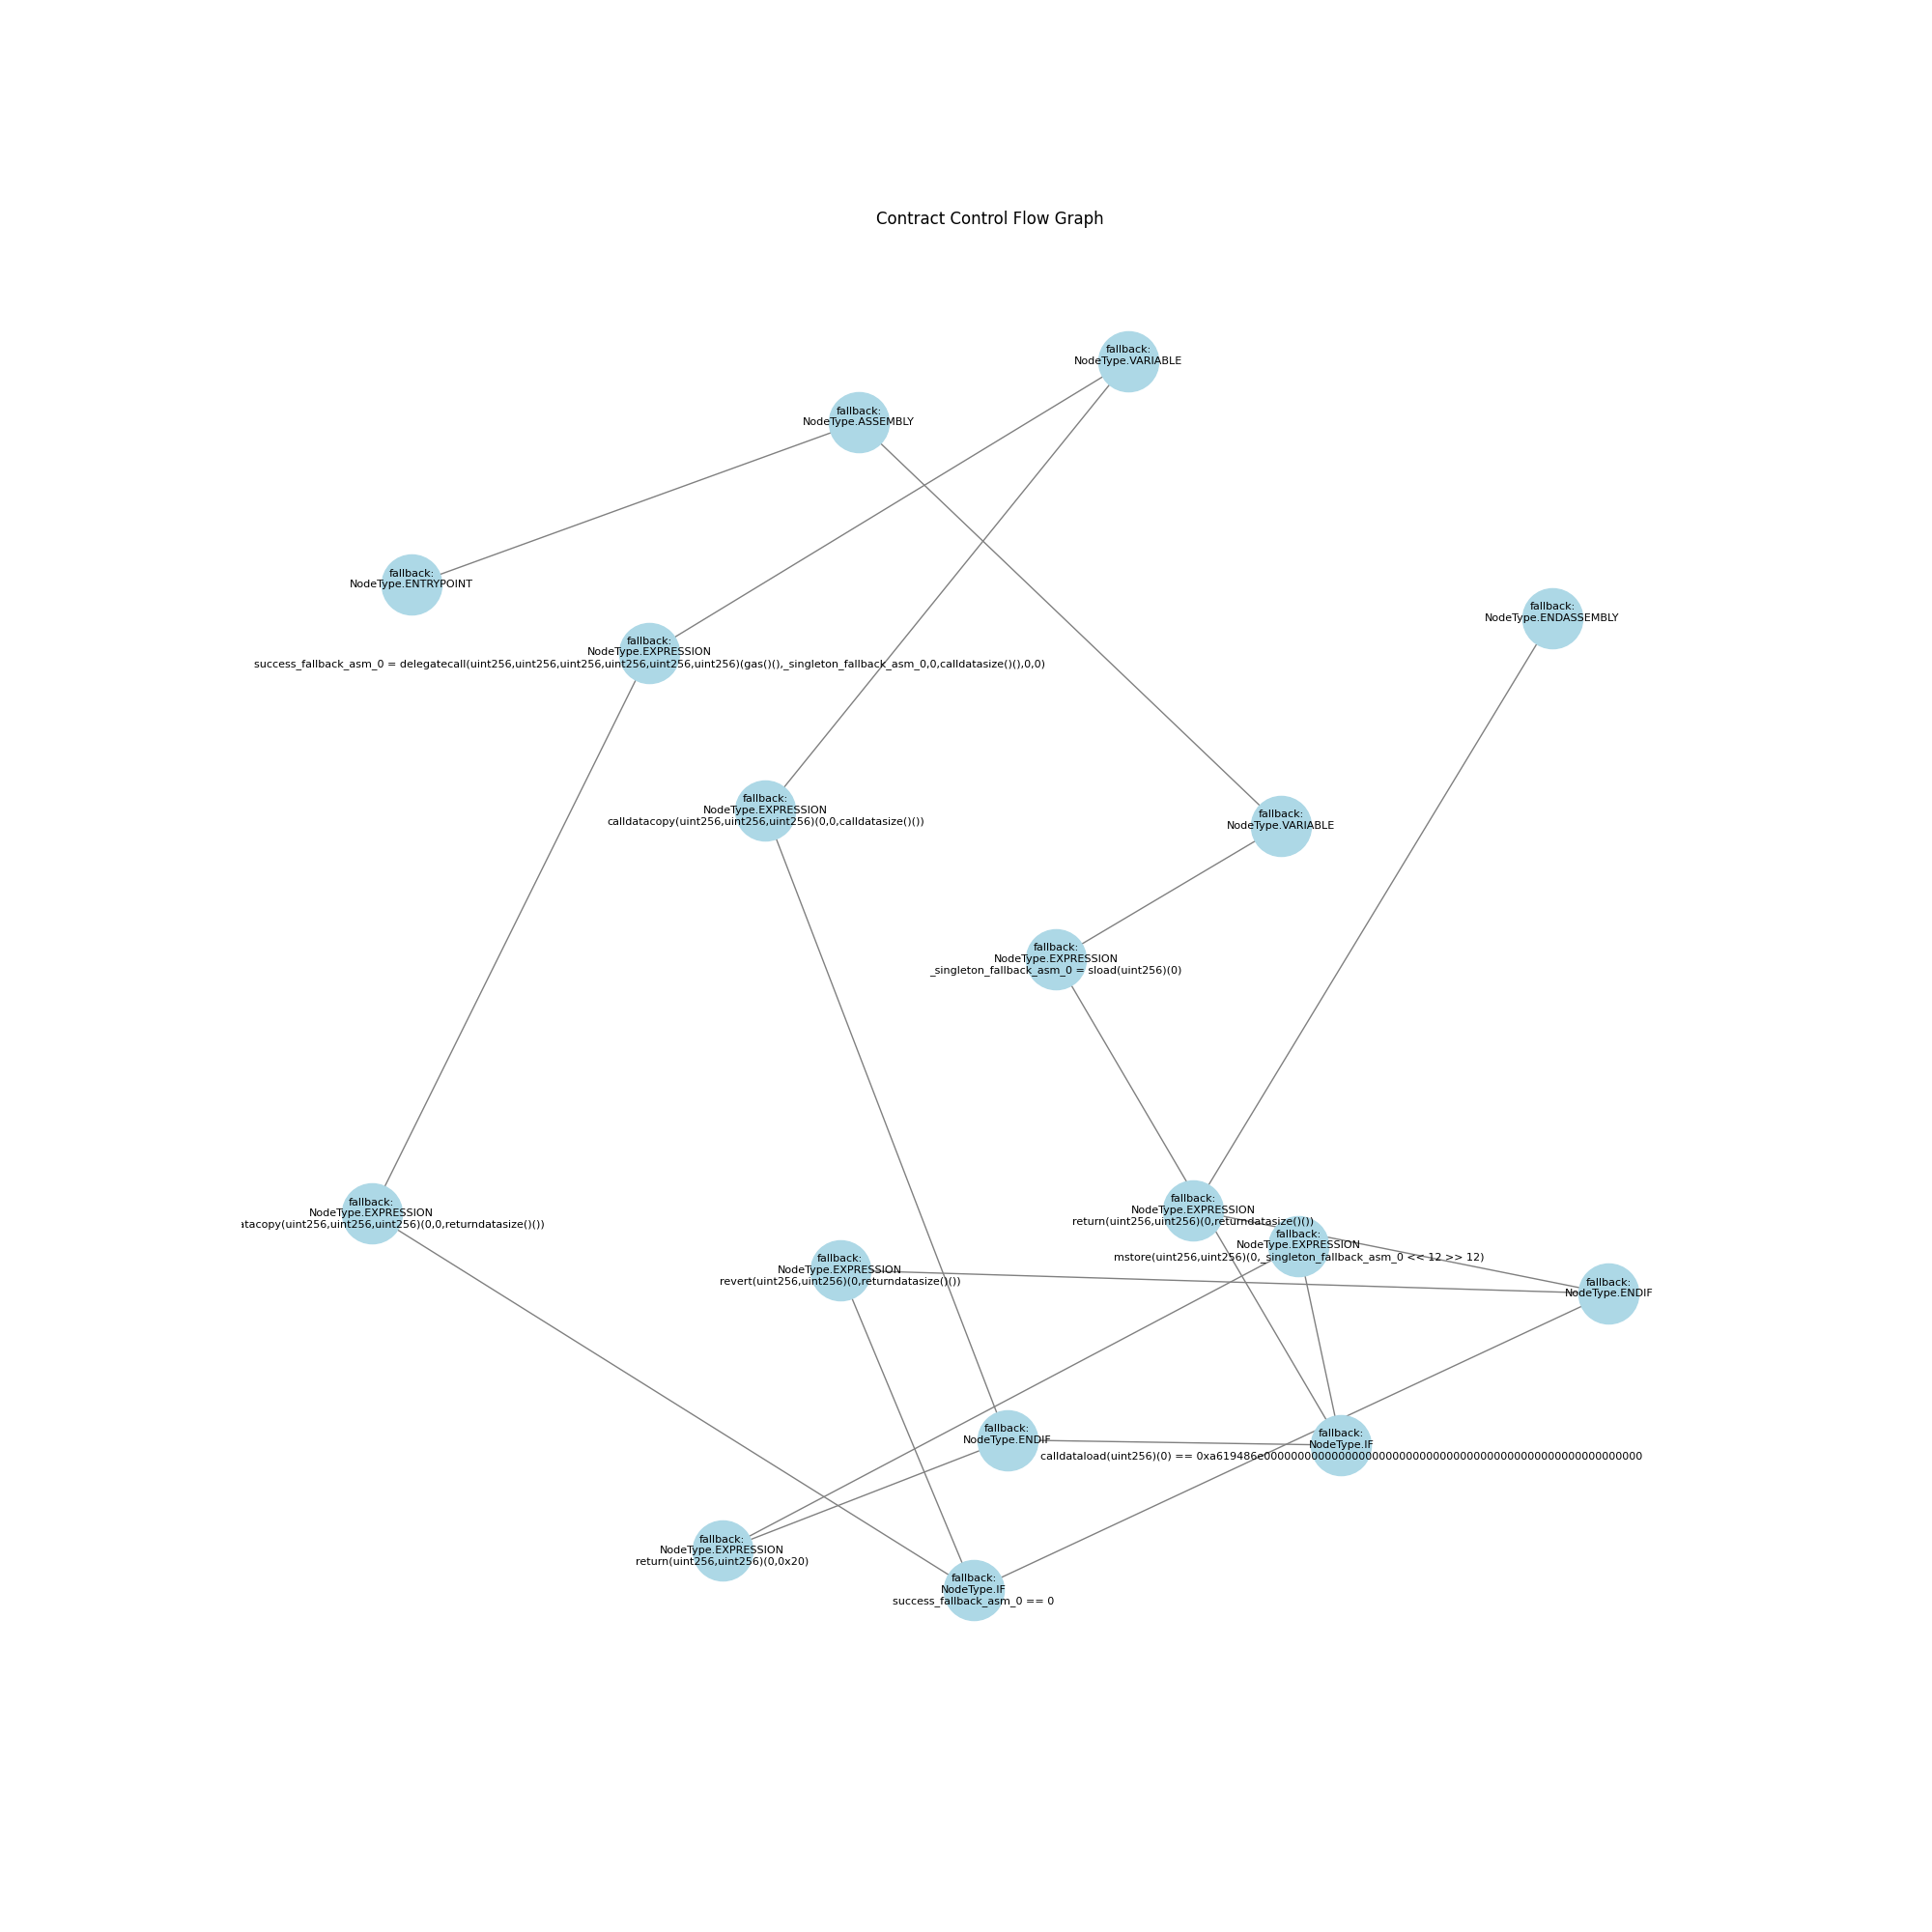 Contract Control Flow Graph
fallback:
NodeType.VARIABLE
fallback:
NodeType.ASSEMBLY
fallback:
NodeType.ENTRYPOINT
fallback:
NodeType.ENDASSEMBLY
fallback:
NodeType.EXPRESSION
success_fallback_asm_0 = delegatecall(uint256,uint256,uint256,uint256,uint256,uint256)(gas()(),_singleton_fallback_asm_0,0,calldatasize()(),0,0)
fallback:
NodeType.EXPRESSION
calldatacopy(uint256,uint256,uint256)(0,0,calldatasize()())
fallback:
NodeType.VARIABLE
fallback:
NodeType.EXPRESSION
_singleton_fallback_asm_0 = sload(uint256)(0)
fallback:
NodeType.EXPRESSION
atacopy(uint256,uint256,uint256)(0,0,returndatasize()())
fallback:
NodeType.EXPRESSION
return(uint256,uint256)(0,returndatasize()())
fallback:
NodeType.EXPRESSION
mstore(uint256,uint256)(0,_singleton_fallback_asm_0 << 12 >> 12)
fallback:
NodeType.EXPRESSION
revert(uint256,uint256)(0,returndatasize()())
fallback:
NodeType.ENDIF
fallback:
NodeType.ENDIF
fallback:
NodeType.IF
calldataload(uint256)(0) == 0xa619486e00000000000000000000000000000000000000000000000000000000
fallback:
NodeType.EXPRESSION
return(uint256,uint256)(0,0x20)
fallback:
NodeType.IF
success_fallback_asm_0 == 0